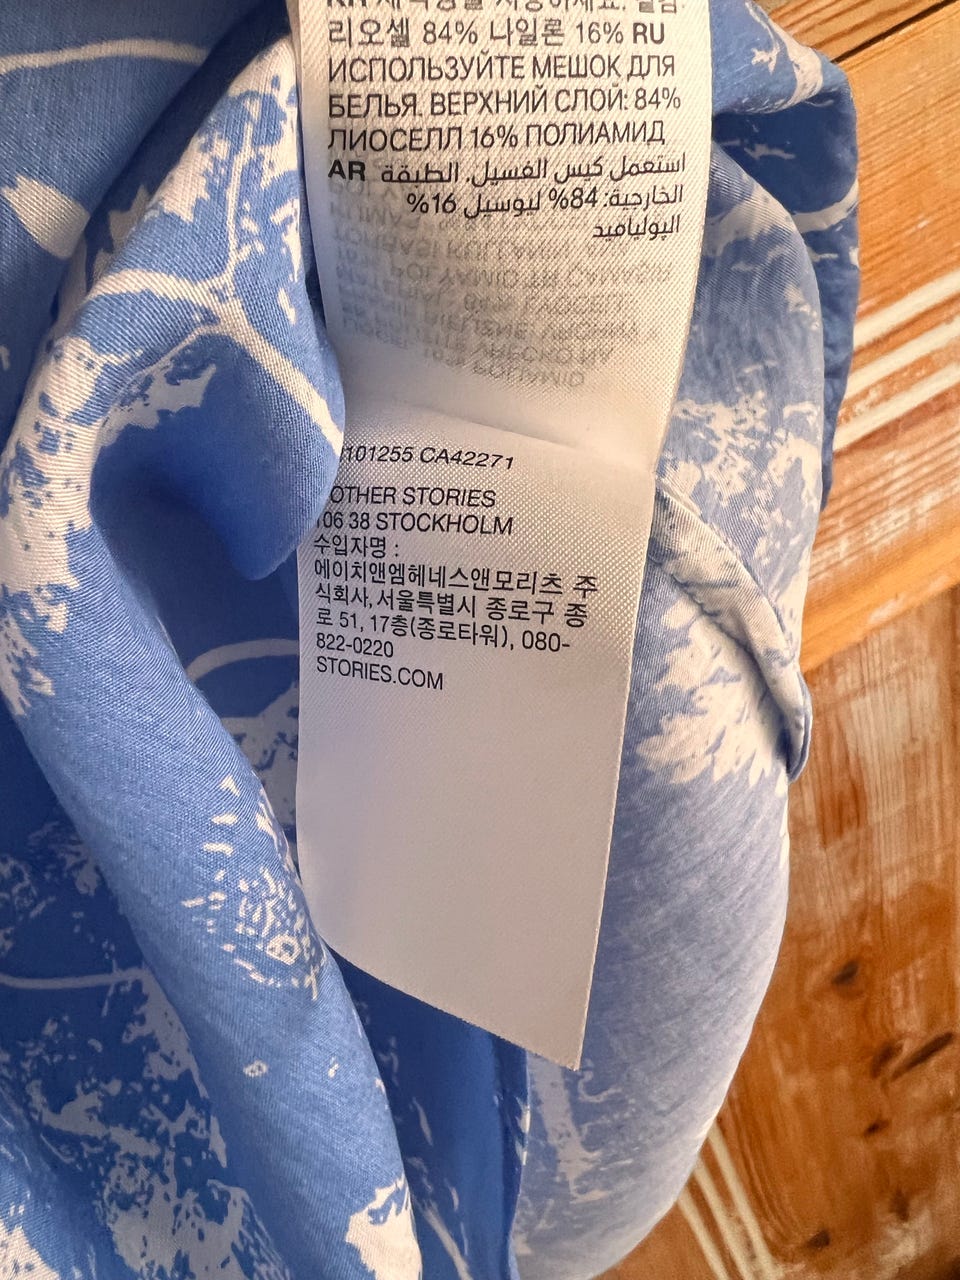 리오셀 84% 나일론 16% RU
ИСПОЛЬЗУЙТЕ МЕШОК ДЛЯ
БЕЛЬЯ. ВЕРХНИЙ СЛОЙ: 84%
ЛИОСЕЛЛ 16% ПОЛИАМИД
AR استعمل كيس الغسيل. الطبقة
الخارجية: 84% ليوسيل 16%
البولياميد
101255 CA42271
OTHER STORIES
06 38 STOCKHOLM
수입자명 :
에이치앤엠헤네스앤모리츠 주
식회사, 서울특별시 종로구 종
로 51, 17층(종로타워), 080-
822-0220
STORIES.COM